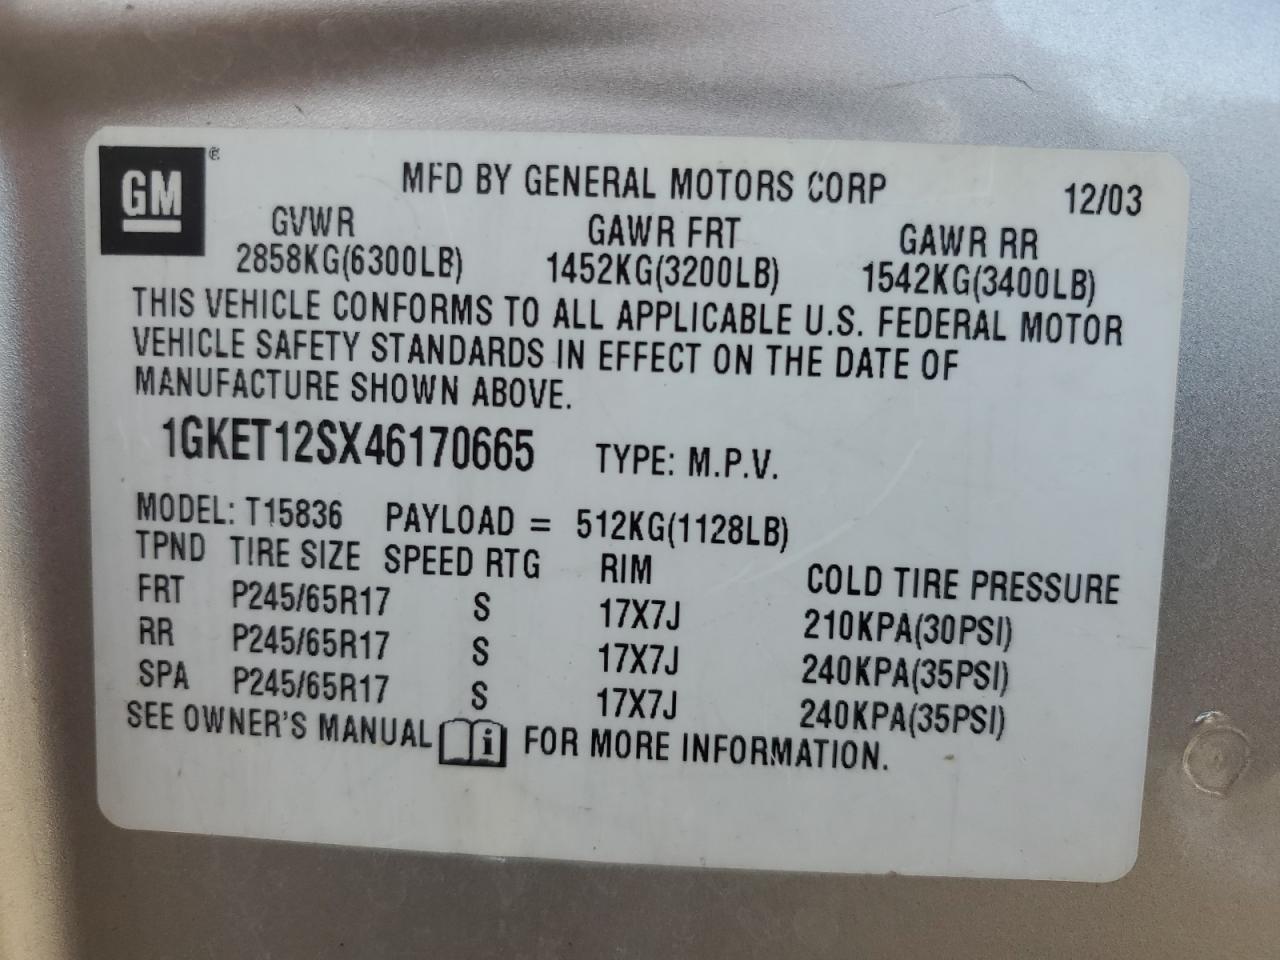 GM ®
MFD BY GENERAL MOTORS CORP 12/03
GVWR GAWR FRT GAWR RR
2858KG(6300LB) 1452KG(3200LB) 1542KG(3400LB)
THIS VEHICLE CONFORMS TO ALL APPLICABLE U.S. FEDERAL MOTOR
VEHICLE SAFETY STANDARDS IN EFFECT ON THE DATE OF
MANUFACTURE SHOWN ABOVE.
1GKET12SX46170665 TYPE: M.P.V.
MODEL: T15836 PAYLOAD = 512KG(1128LB)
TPND TIRE SIZE SPEED RTG RIM COLD TIRE PRESSURE
FRT P245/65R17 S 17X7J 210KPA(30PSI)
RR P245/65R17 S 17X7J 240KPA(35PSI)
SPA P245/65R17 S 17X7J 240KPA(35PSI)
SEE OWNER'S MANUAL i FOR MORE INFORMATION.